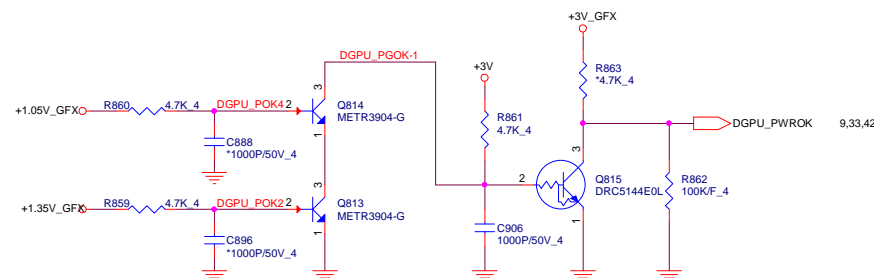 +3V_GFX
DGPU_PGOK-1
+3V
3
R863
*4.7K_4
+1.05V_GFX
R860
4.7K_4
DGPU_POK4
2
Q814
METR3904-G
R861
4.7K_4
DGPU_PWROK
9,33,42
1
C888
*1000P/50V_4
3
Q815
DRC5144E0L
2
R862
100K/F_4
3
+1.35V_GFX
R859
4.7K_4
DGPU_POK2
2
Q813
METR3904-G
1
1
C906
1000P/50V_4
C896
*1000P/50V_4